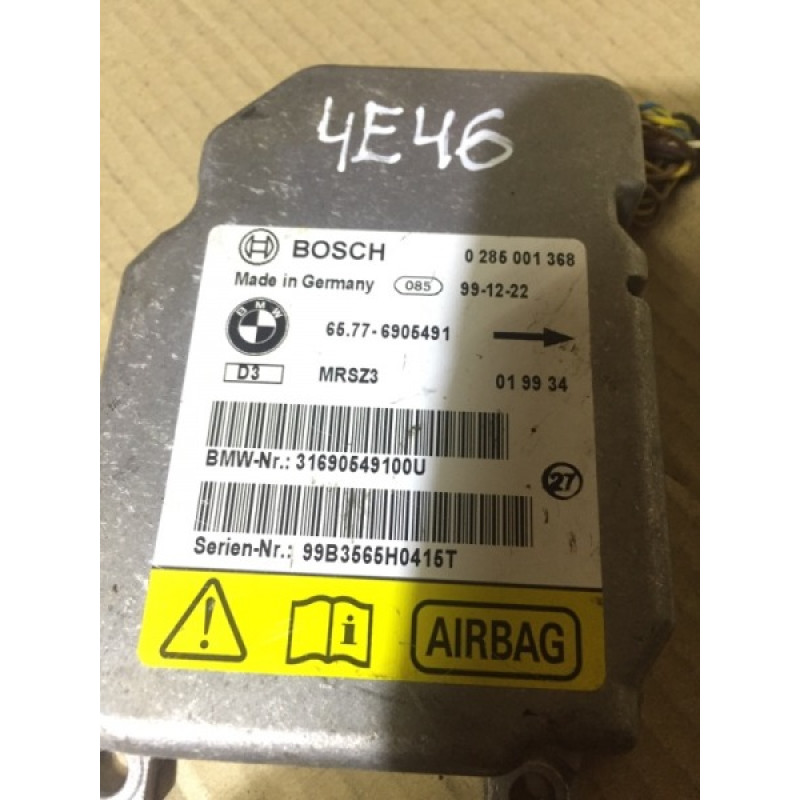 4E46
BOSCH 0 285 001 368
Made in Germany 085 99-12-22
BMW 65.77-6905491
D3 MRSZ3 01 99 34
BMW-Nr.: 31690549100U
27
Serien-Nr.: 99B3565H0415T
i AIRBAG